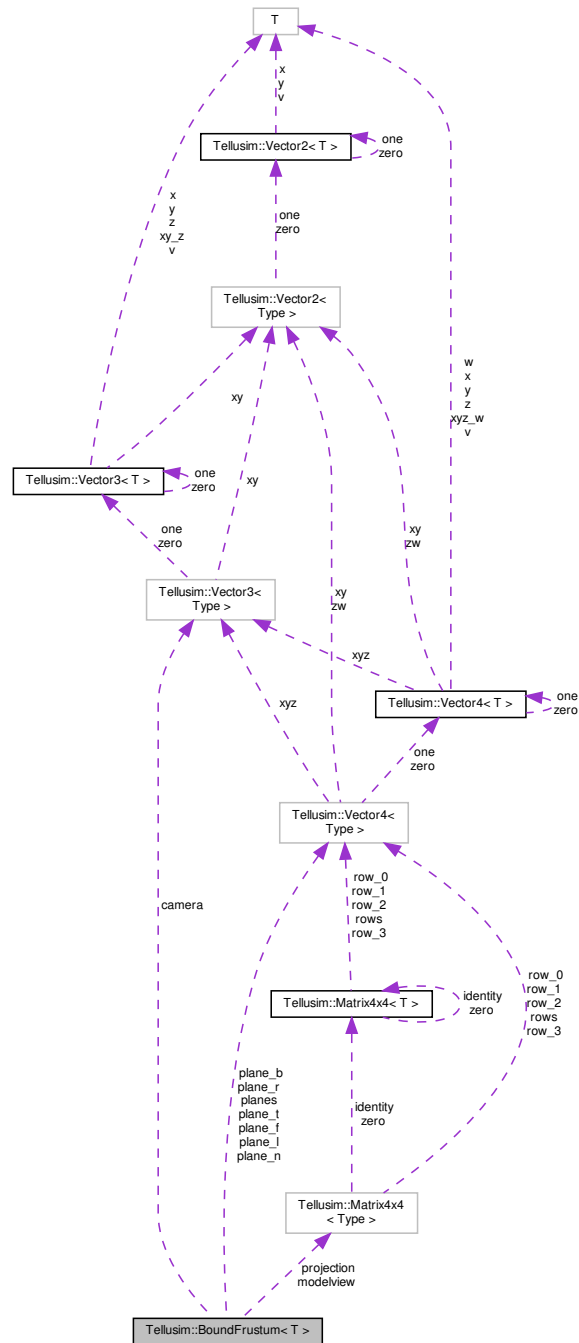 T
x
y
v
Tellusim::Vector2< T >
one
zero
x
y
z
xy_z
v
one
zero
Tellusim::Vector2<
Type >
w
x
y
z
xyz_w
v
xy
Tellusim::Vector3< T >
one
zero
xy
one
zero
xy
zw
xy
zw
Tellusim::Vector3<
Type >
xyz
xyz
Tellusim::Vector4< T >
one
zero
one
zero
Tellusim::Vector4<
Type >
camera
row_0
row_1
row_2
rows
row_3
Tellusim::Matrix4x4< T >
identity
zero
row_0
row_1
row_2
rows
row_3
plane_b
plane_r
planes
plane_t
plane_f
plane_l
plane_n
identity
zero
Tellusim::Matrix4x4
< Type >
projection
modelview
Tellusim::BoundFrustum< T >